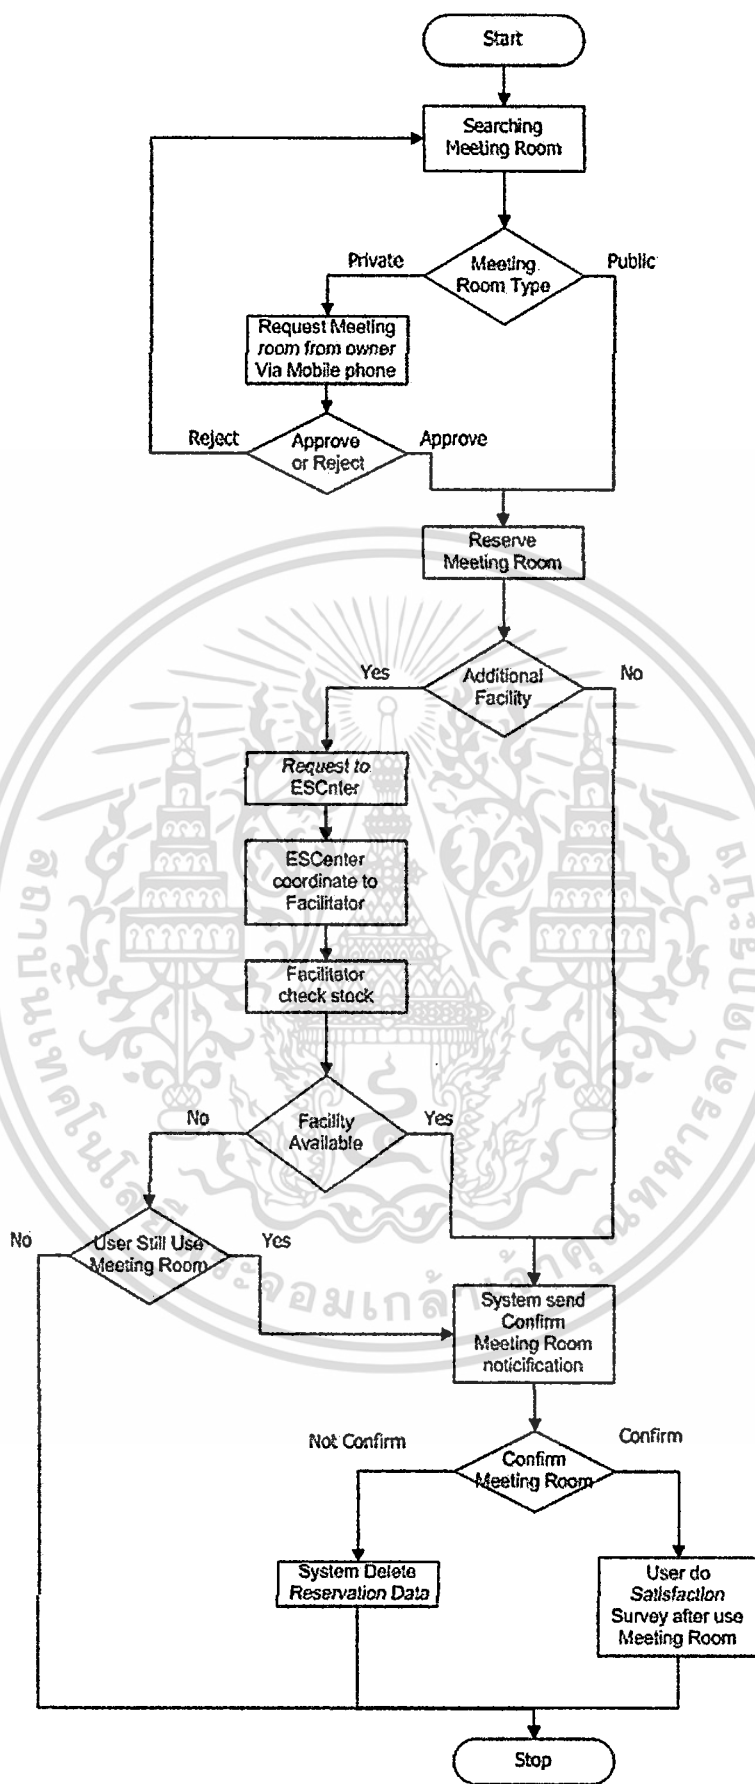 Start
Searching
Meeting Room
Meeting
Room Type
Private
Public
Request Meeting
room from owner
Via Mobile phone
Approve
or Reject
Reject
Approve
Reserve
Meeting Room
Additional
Facility
Yes
No
Request to
ESCnter
ESCenter
coordinate to
Facilitator
Facilitator
check stock
Facility
Available
No
Yes
User Still Use
Meeting Room
No
Yes
System send
Confirm
Meeting Room
noticification
Confirm
Meeting Room
Not Confirm
Confirm
System Delete
Reservation Data
User do
Satisfaction
Survey after use
Meeting Room
Stop